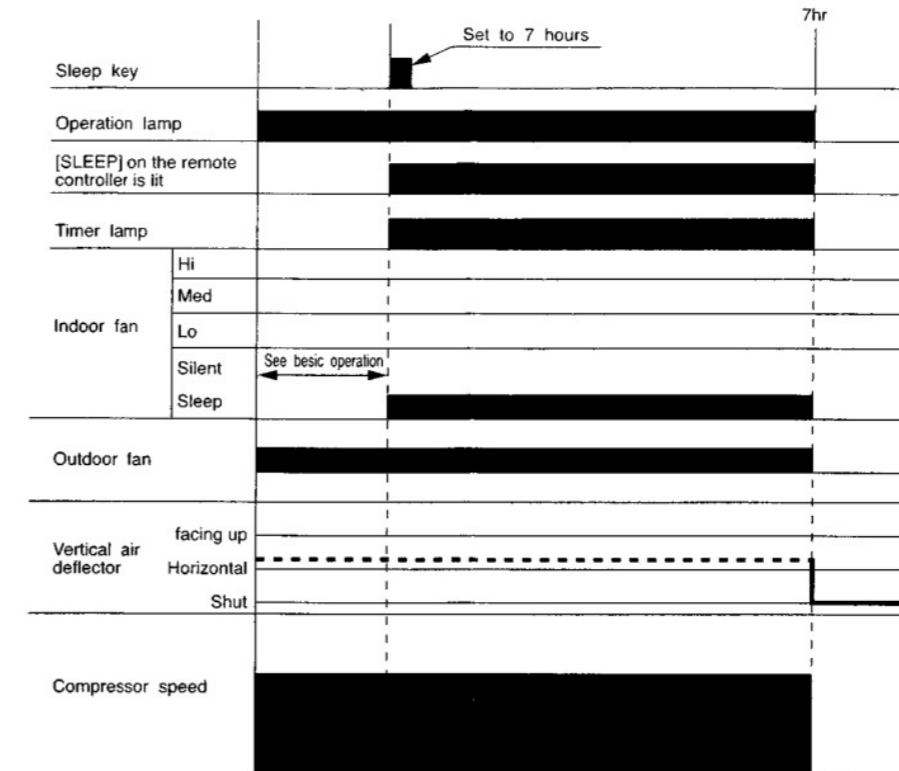 7hr
Set to 7 hours
Sleep key
Operation lamp
[SLEEP] on the remote
controller is lit
Timer lamp
Hi
Med
Indoor fan
Lo
See besic operation
Silent
Sleep
Outdoor fan
facing up
Vertical air
deflector
Horizontal
Shut
Compressor speed